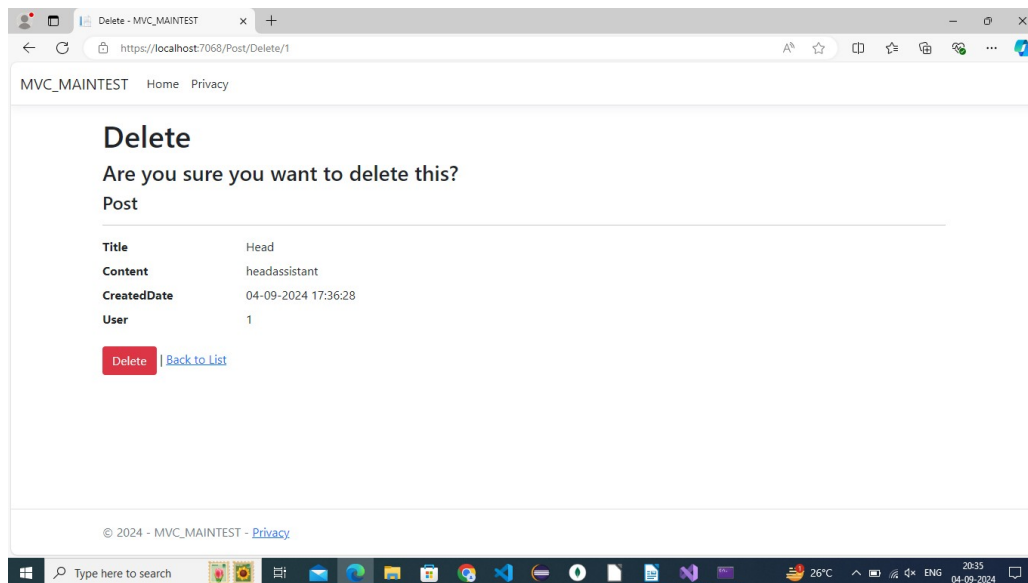 Delete - MVC_MAINTEST
https://localhost:7068/Post/Delete/1
MVC_MAINTEST Home Privacy
Delete
Are you sure you want to delete this?
Post
Title Head
Content headassistant
CreatedDate 04-09-2024 17:36:28
User 1
Delete | Back to List
© 2024 - MVC_MAINTEST - Privacy
Type here to search 26°C ENG 20:35
04-09-2024